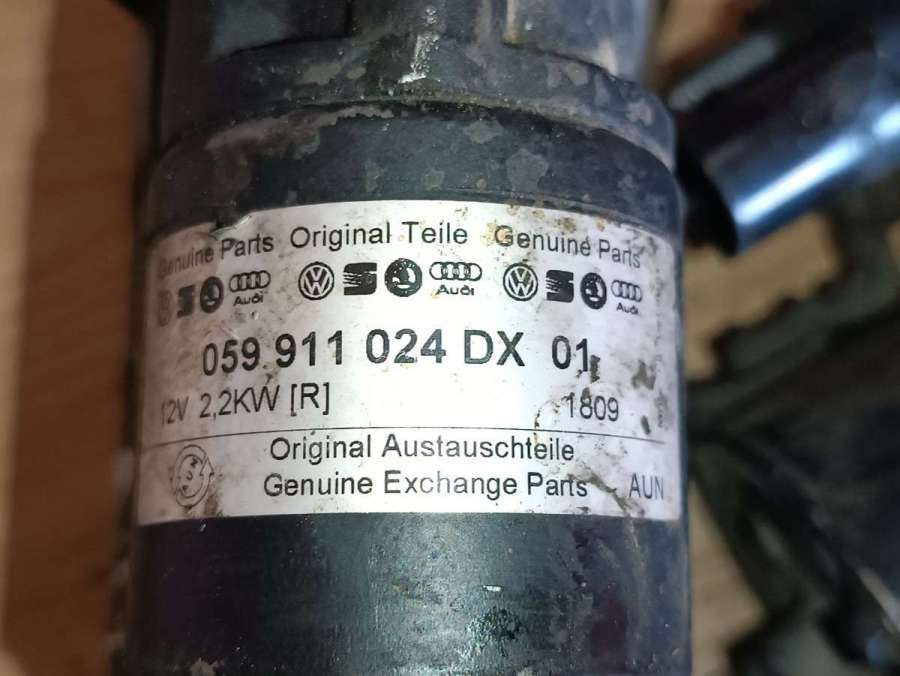 Genuine Parts Original Teile Genuine Parts
Audi Audi Audi
059 911 024 DX 01
12V 2,2KW [R] 1809
Original Austauschteile
Genuine Exchange Parts AUN